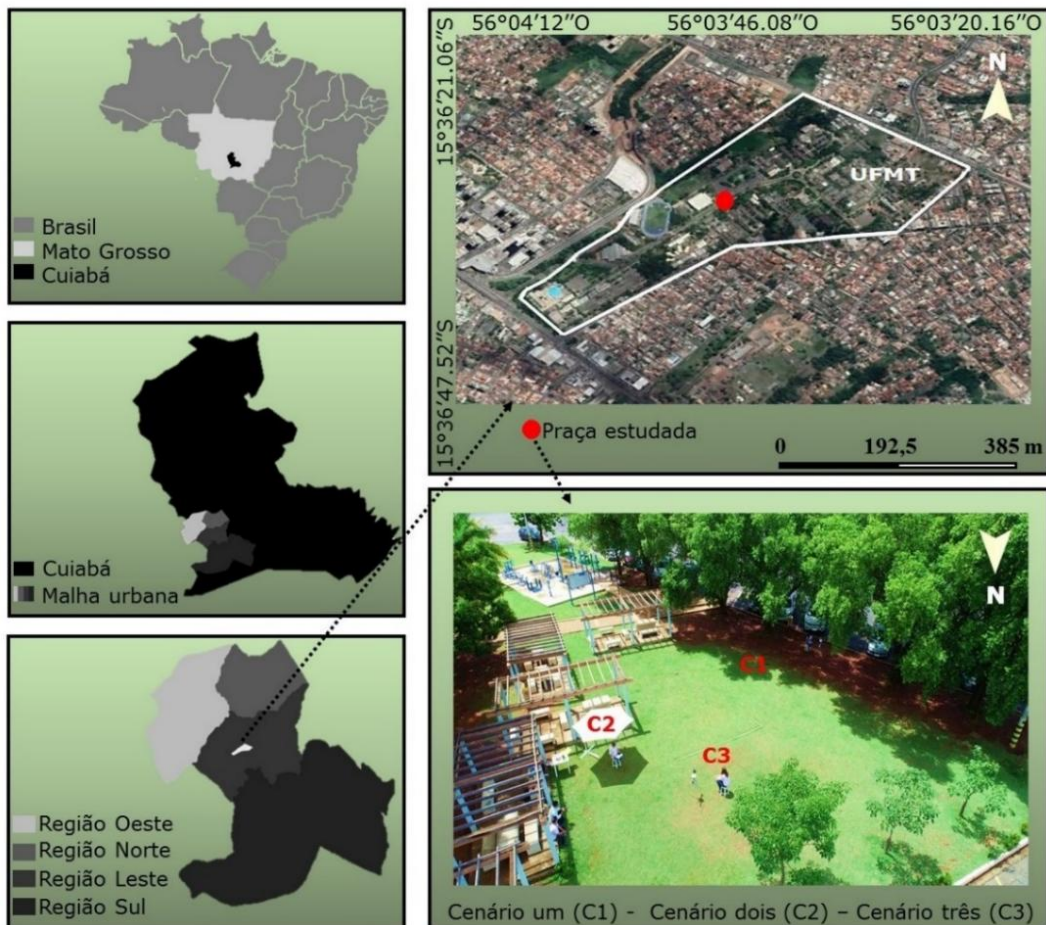 Brasil
Mato Grosso
Cuiabá
Cuiabá
Malha urbana
Região Oeste
Região Norte
Região Leste
Região Sul
56°04'12"O 56°03'46.08"O 56°03'20.16"O
15°36'21.06"S
15°36'47.52"S
N
UFMT
Praça estudada
0 192,5 385 m
N
C1
C2
C3
Cenário um (C1) - Cenário dois (C2) – Cenário três (C3)